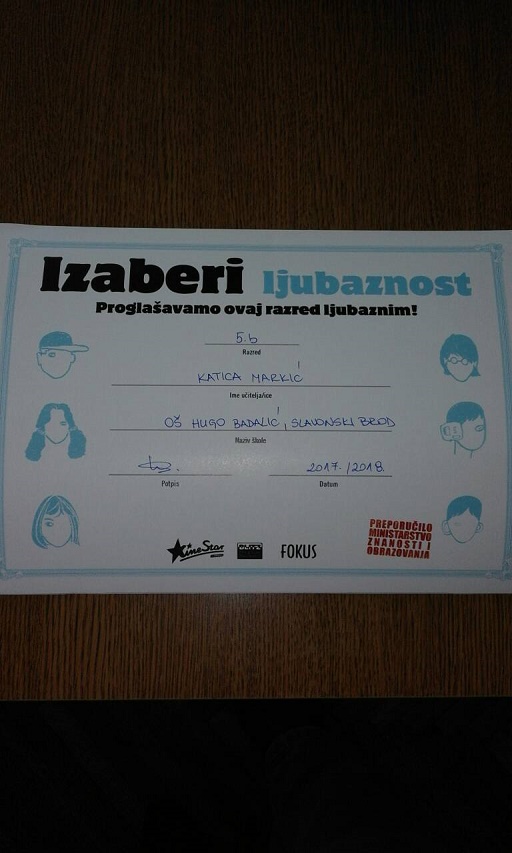 Izaberi ljubaznost
Proglašavamo ovaj razred ljubaznim!
5.b
Razred
KATICA MARKIĆ
Ime učitelja/ice
OŠ HUGO BADALIĆ, SLAVONSKI BROD
Naziv škole
2017./2018.
Potpis Datum
CineStar FOKUS
PREPORUČILO
MINISTARSTVO
ZNANOSTI I
OBRAZOVANJA